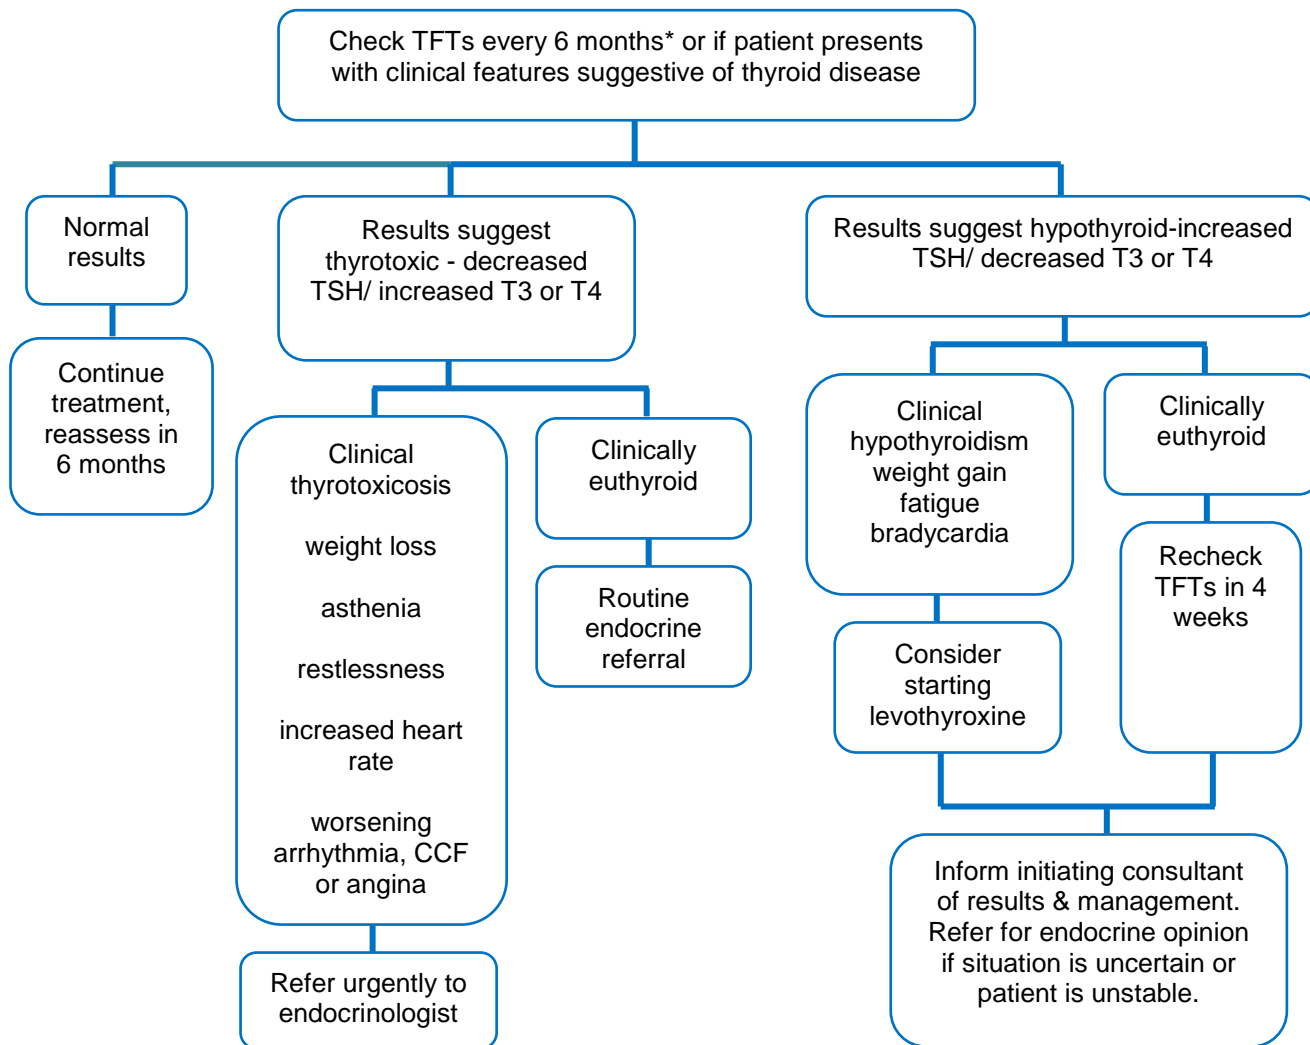 Check TFTs every 6 months* or if patient presents
with clinical features suggestive of thyroid disease
Normal
results
Continue
treatment,
reassess in
6 months
Results suggest
thyrotoxic - decreased
TSH/ increased T3 or T4
Clinical
thyrotoxicosis
weight loss
asthenia
restlessness
increased heart
rate
worsening
arrhythmia, CCF
or angina
Refer urgently to
endocrinologist
Clinically
euthyroid
Routine
endocrine
referral
Results suggest hypothyroid-increased
TSH/ decreased T3 or T4
Clinical
hypothyroidism
weight gain
fatigue
bradycardia
Consider
starting
levothyroxine
Clinically
euthyroid
Recheck
TFTs in 4
weeks
Inform initiating consultant
of results & management.
Refer for endocrine opinion
if situation is uncertain or
patient is unstable.